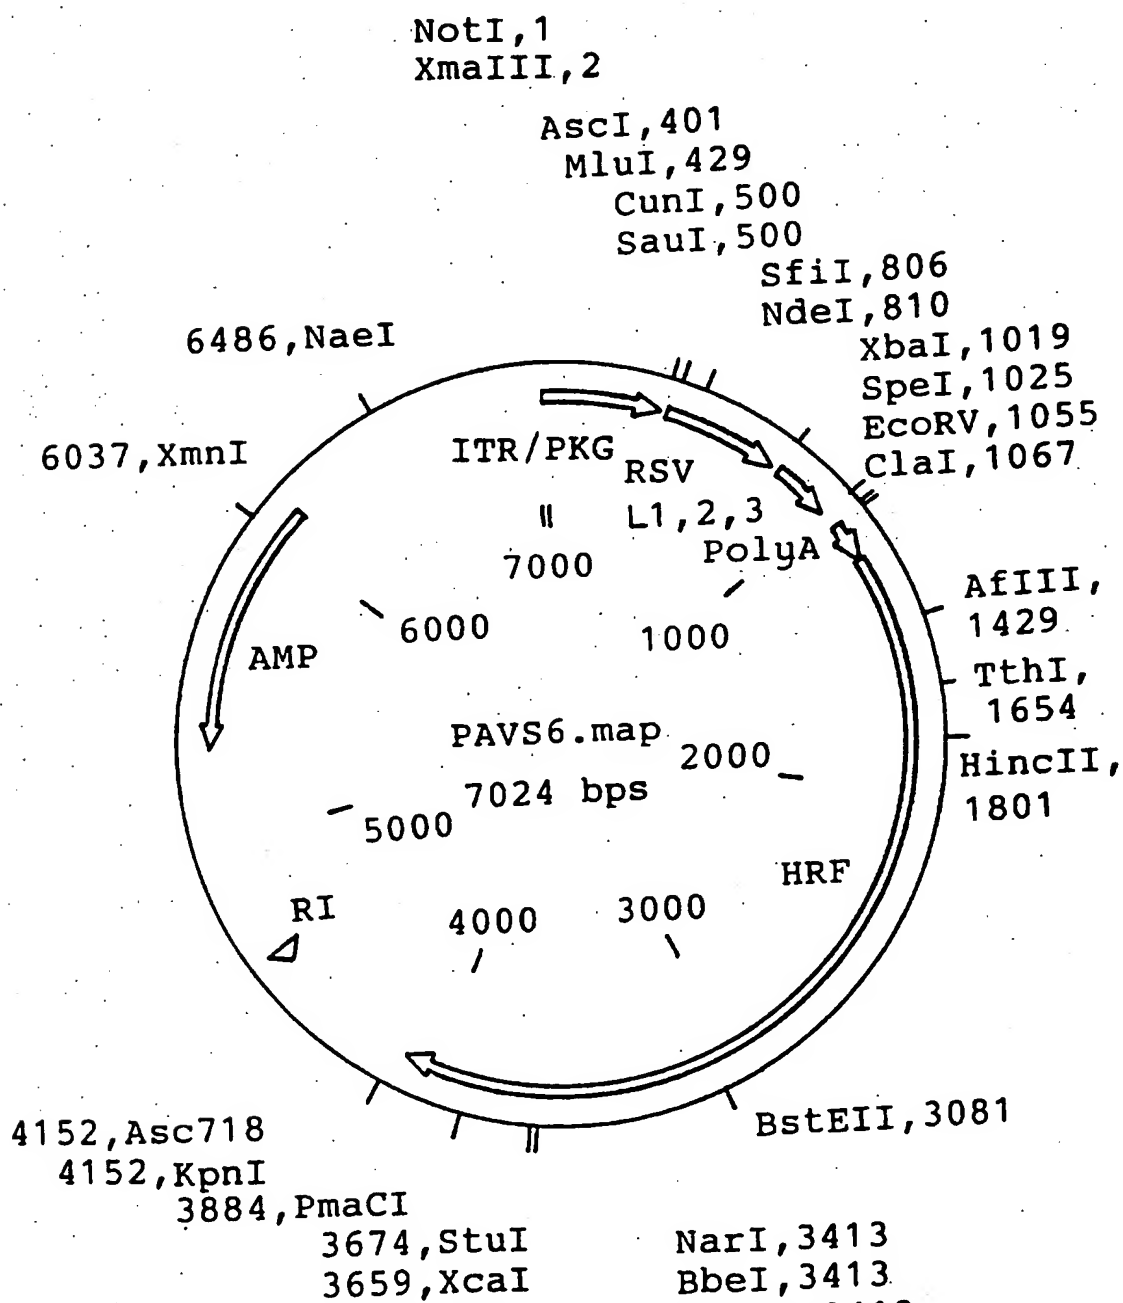 NotI,1
XmaIII,2
AscI,401
MluI,429
CunI,500
SauI,500
SfiI,806
NdeI,810
XbaI,1019
SpeI,1025
EcoRV,1055
ClaI,1067
6486,NaeI
6037,XmnI
ITR/PKG
RSV
L1,2,3
PolyA
7000
6000
1000
AMP
AfIII,
1429
TthI,
1654
HincII,
1801
PAVS6.map
7024 bps
2000
5000
HRF
RI
4000
3000
BstEII,3081
4152,Asc718
4152,KpnI
3884,PmaCI
3674,StuI
3659,XcaI
NarI,3413
BbeI,3413